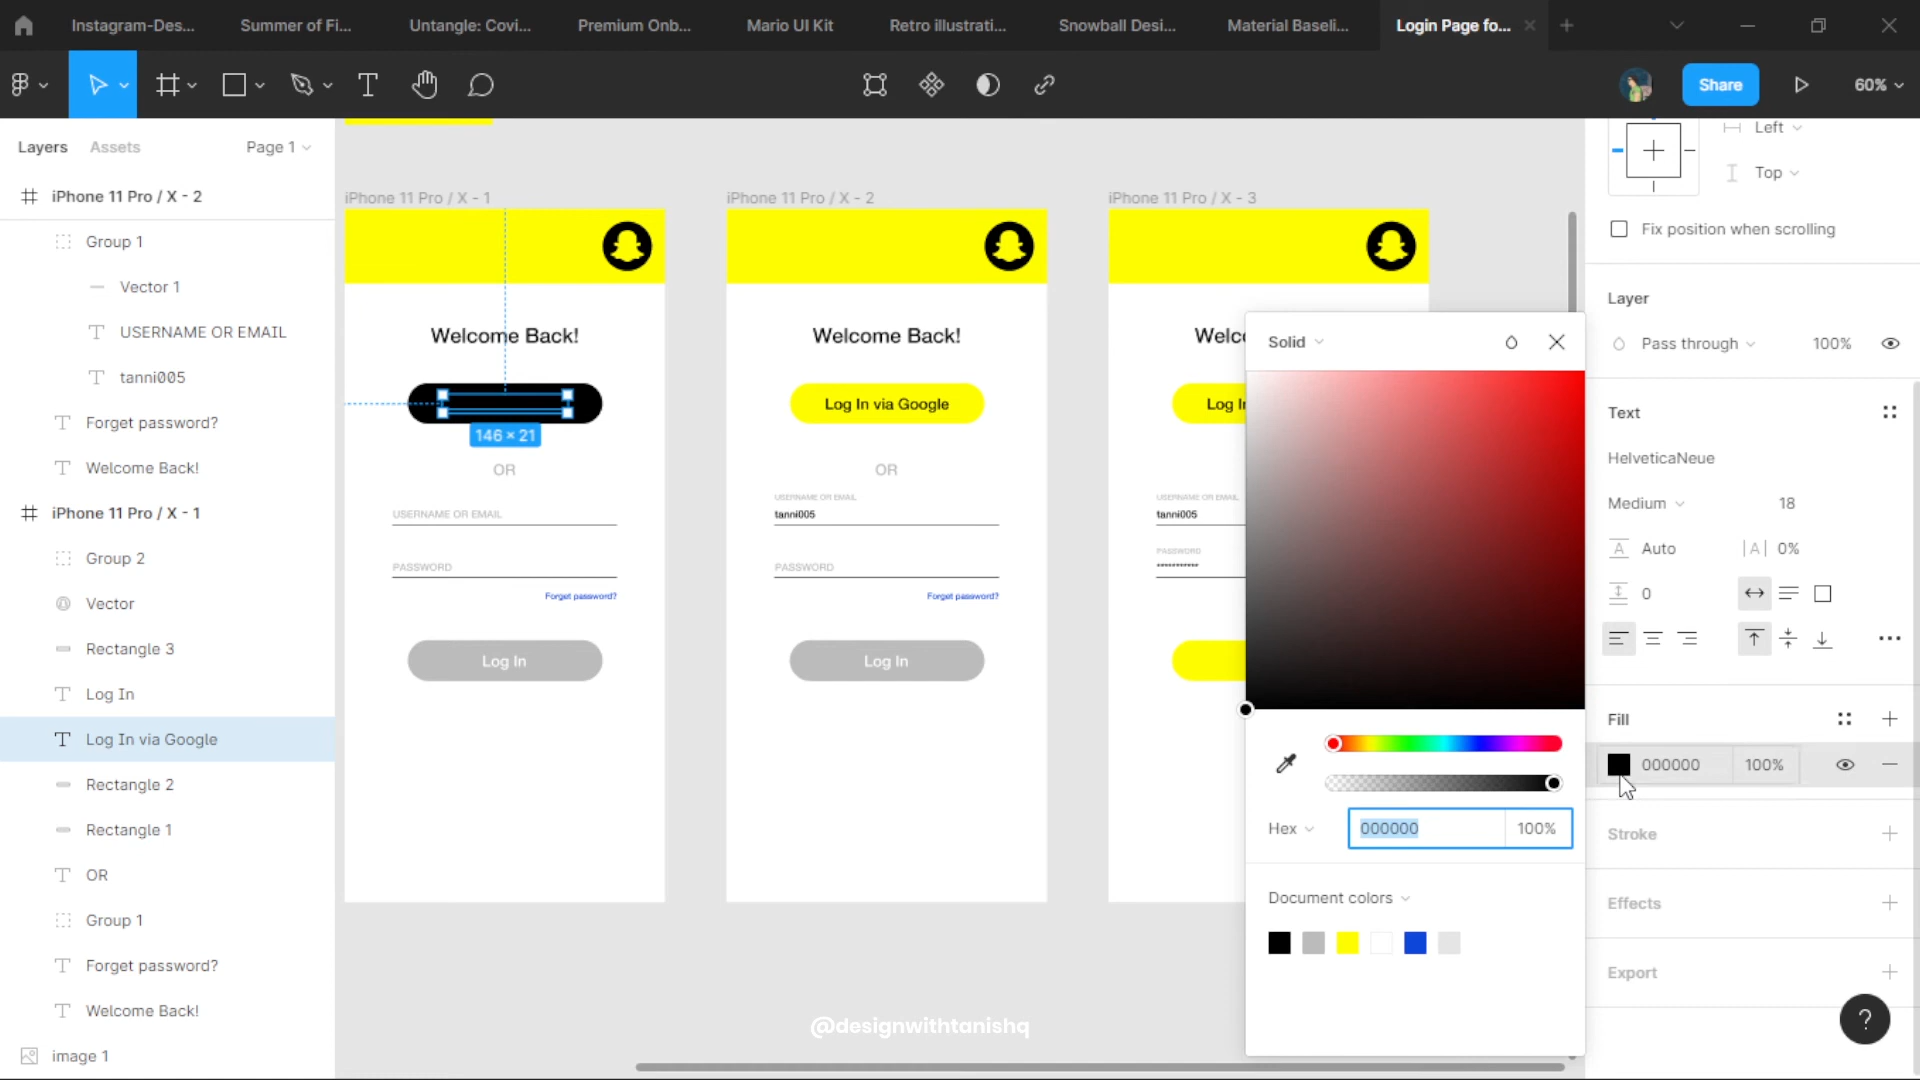 Instagram-Des...
Summer of Fi...
Untangle: Covi...
Premium Onb...
Mario UI Kit
Retro illustrati...
Snowball Desi...
Material Baseli...
Login Page fo...
Share
60%
Layers
Assets
Page 1
iPhone 11 Pro / X - 2
Group 1
Vector 1
USERNAME OR EMAIL
tanni005
Forget password?
Welcome Back!
iPhone 11 Pro / X - 1
Group 2
Vector
Rectangle 3
Log In
Log In via Google
Rectangle 2
Rectangle 1
OR
Group 1
Forget password?
Welcome Back!
image 1
iPhone 11 Pro / X - 1
Welcome Back!
146 × 21
OR
USERNAME OR EMAIL
PASSWORD
Forget password?
Log In
iPhone 11 Pro / X - 2
Welcome Back!
Log In via Google
OR
USERNAME OR EMAIL
tanni005
PASSWORD
Forget password?
Log In
iPhone 11 Pro / X - 3
Welc
Log I
USERNAME OR EMAIL
tanni005
PASSWORD
***********
@designwithtanishq
Solid
Hex
000000
100%
Document colors
Left
Top
Fix position when scrolling
Layer
Pass through
100%
Text
HelveticaNeue
Medium
18
Auto
0%
0
Fill
000000
100%
Stroke
Effects
Export
?